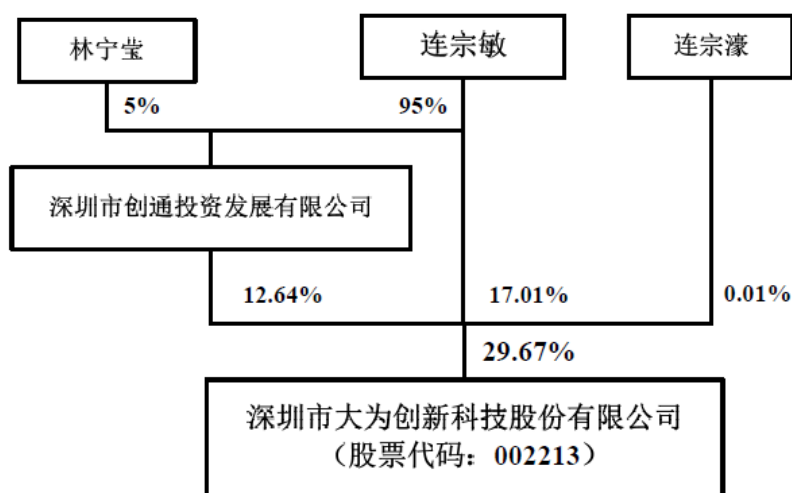 林宁莹
连宗敏
连宗濠
5%
95%
深圳市创通投资发展有限公司
12.64%
17.01%
0.01%
29.67%
深圳市大为创新科技股份有限公司
（股票代码：002213）